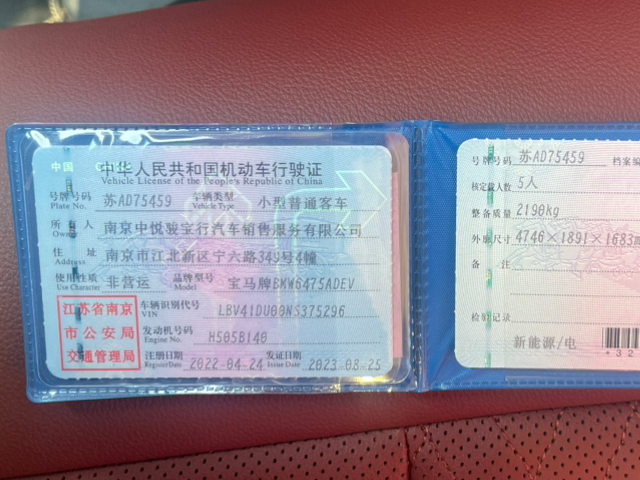 中国
中华人民共和国机动车行驶证
Vehicle License of the People's Republic of China
号牌号码 苏AD75459 车辆类型 小型普通客车
Plate No. Vehicle Type
所有人 南京中悦骏宝行汽车销售服务有限公司
住 址 南京市江北新区宁六路349号4幢
使用性质 非营运 品牌型号 宝马牌BMW6475ADEV
Use Character Model
江苏省南京
市公安局
交通管理局
车辆识别代号 LBV41DU00NS375296
VIN
发动机号码 H505B140
Engine No.
注册日期 2022-04-24 发证日期 2023-08-25
Register Date Issue Date
号牌号码 苏AD75459 档案编
核定载人数 5人
整备质量 2190kg
外廓尺寸 4746×1891×1683m
备 注
检验记录
新能源/电